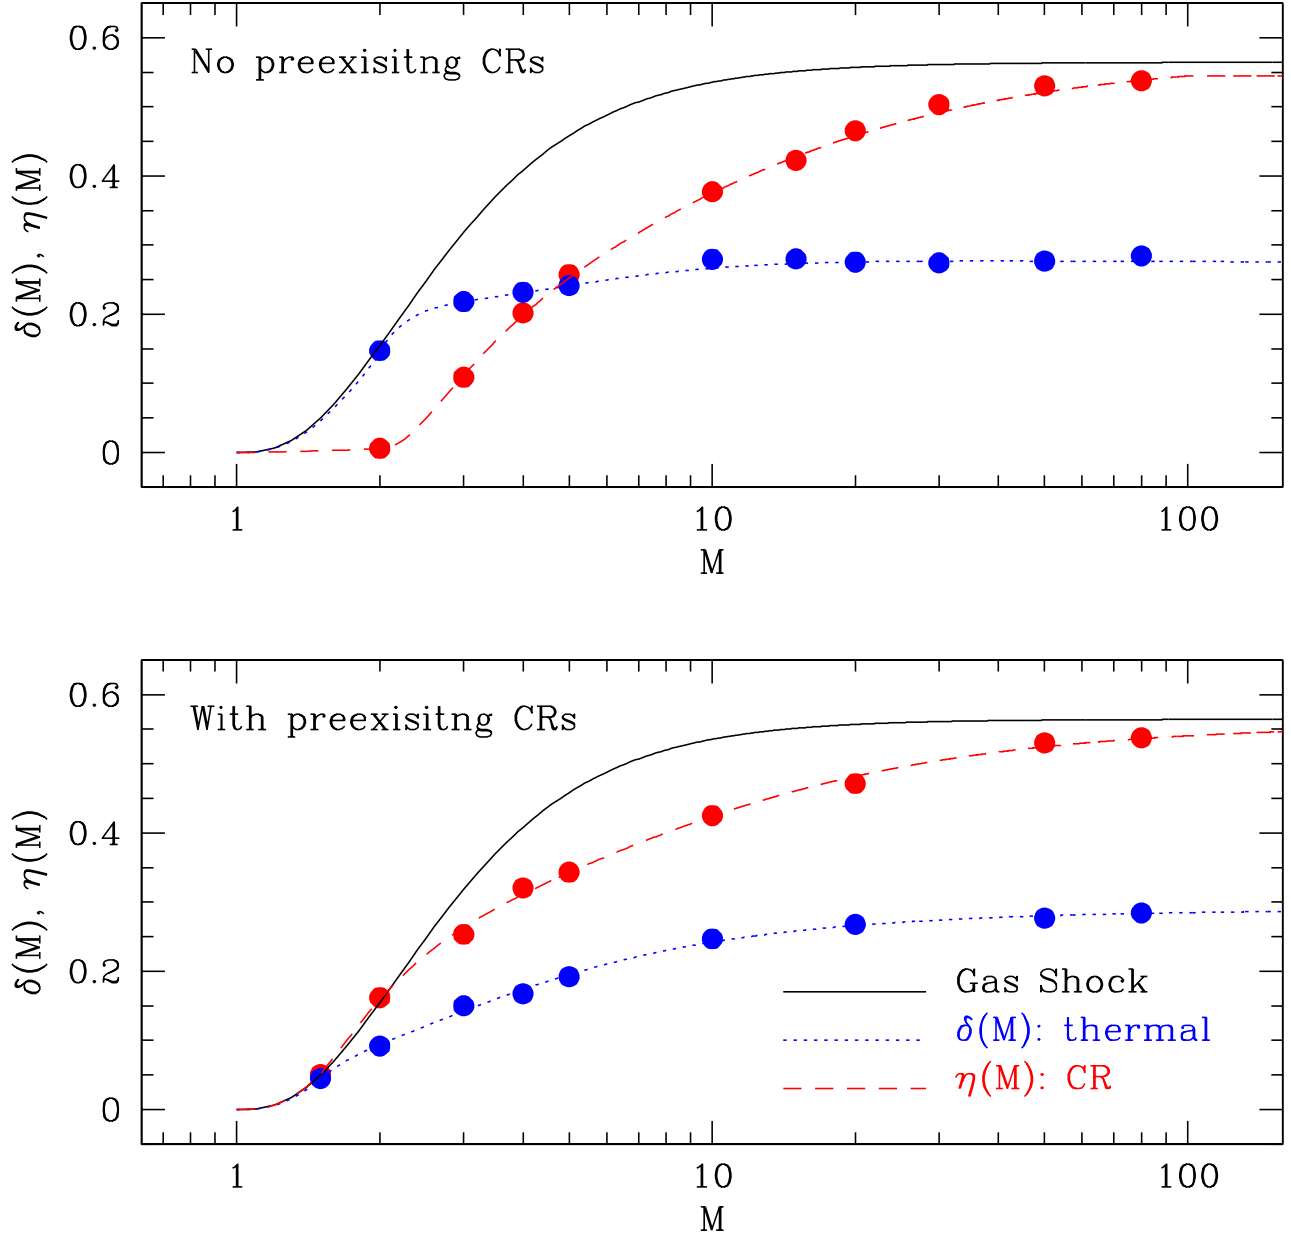 No preexisitng CRs
δ(M), η(M)
0.6
0.4
0.2
0
1 10 100
M
With preexisitng CRs
δ(M), η(M)
0.6
0.4
0.2
0
Gas Shock
δ(M): thermal
η(M): CR
1 10 100
M